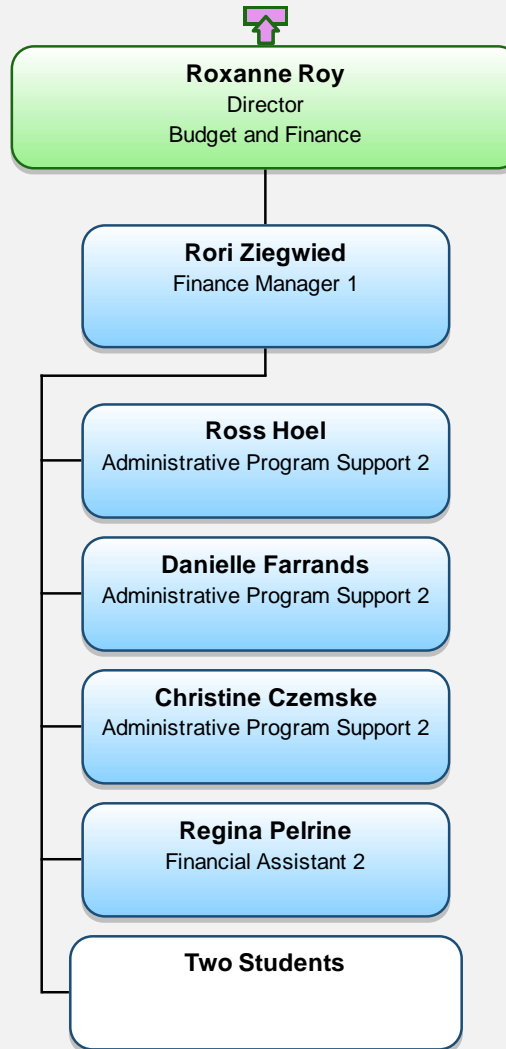 Roxanne Roy
Director
Budget and Finance
Rori Ziegwied
Finance Manager 1
Ross Hoel
Administrative Program Support 2
Danielle Farrands
Administrative Program Support 2
Christine Czemske
Administrative Program Support 2
Regina Pelrine
Financial Assistant 2
Two Students